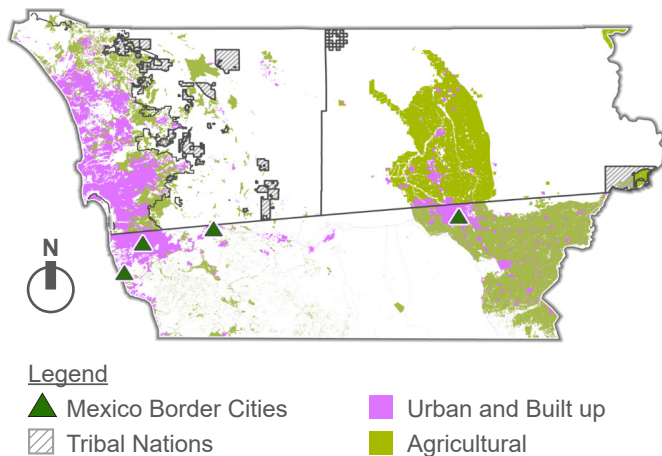 N
Legend
Mexico Border Cities
Urban and Built up
Tribal Nations
Agricultural